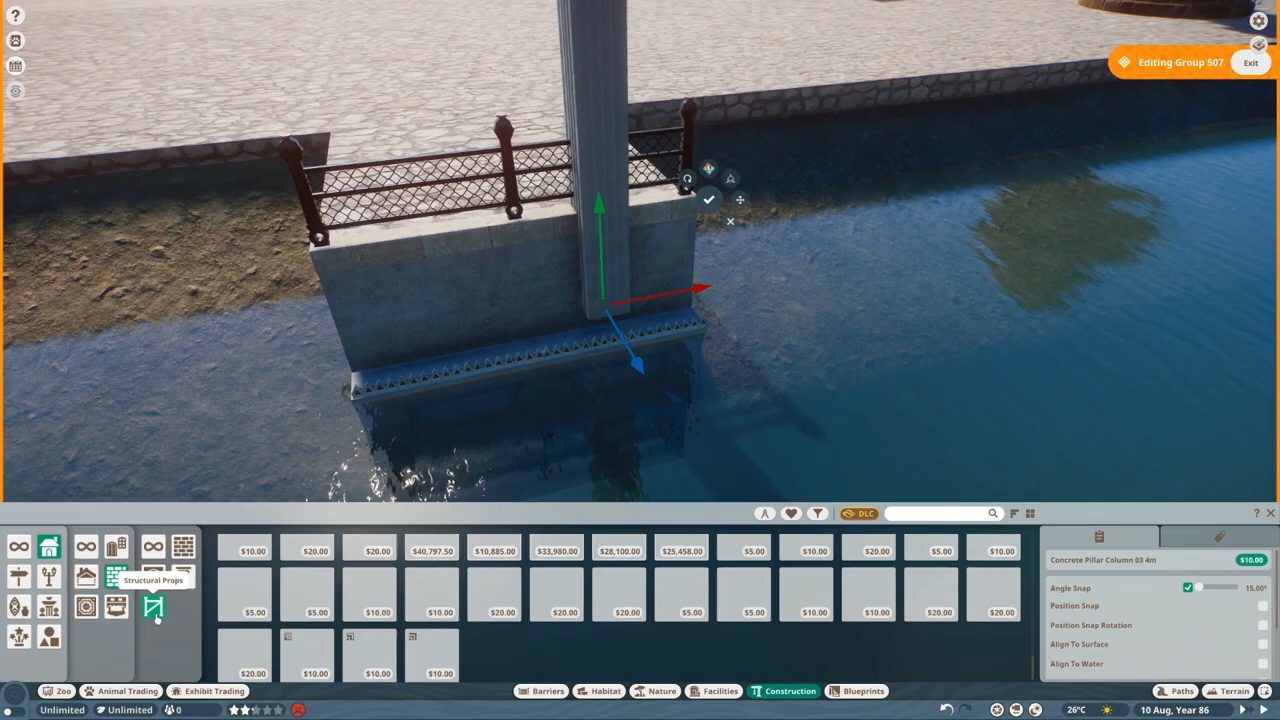 Editing Group 507
Exit
DLC
Structural Props
$10.00 $20.00 $20.00 $40,797.50 $10,885.00 $33,980.00 $28,100.00 $25,458.00 $5.00 $10.00 $20.00 $5.00 $10.00
$5.00 $5.00 $10.00 $10.00 $20.00 $20.00 $20.00 $5.00 $5.00 $10.00 $10.00 $20.00 $20.00
$20.00 $10.00 $10.00 $10.00
Concrete Pillar Column 03 4m $10.00
Angle Snap 15.00°
Position Snap
Position Snap Rotation
Align To Surface
Align To Water
Zoo Animal Trading Exhibit Trading Barriers Habitat Nature Facilities Construction Blueprints Paths Terrain
Unlimited Unlimited 0 26°C 10 Aug, Year 86